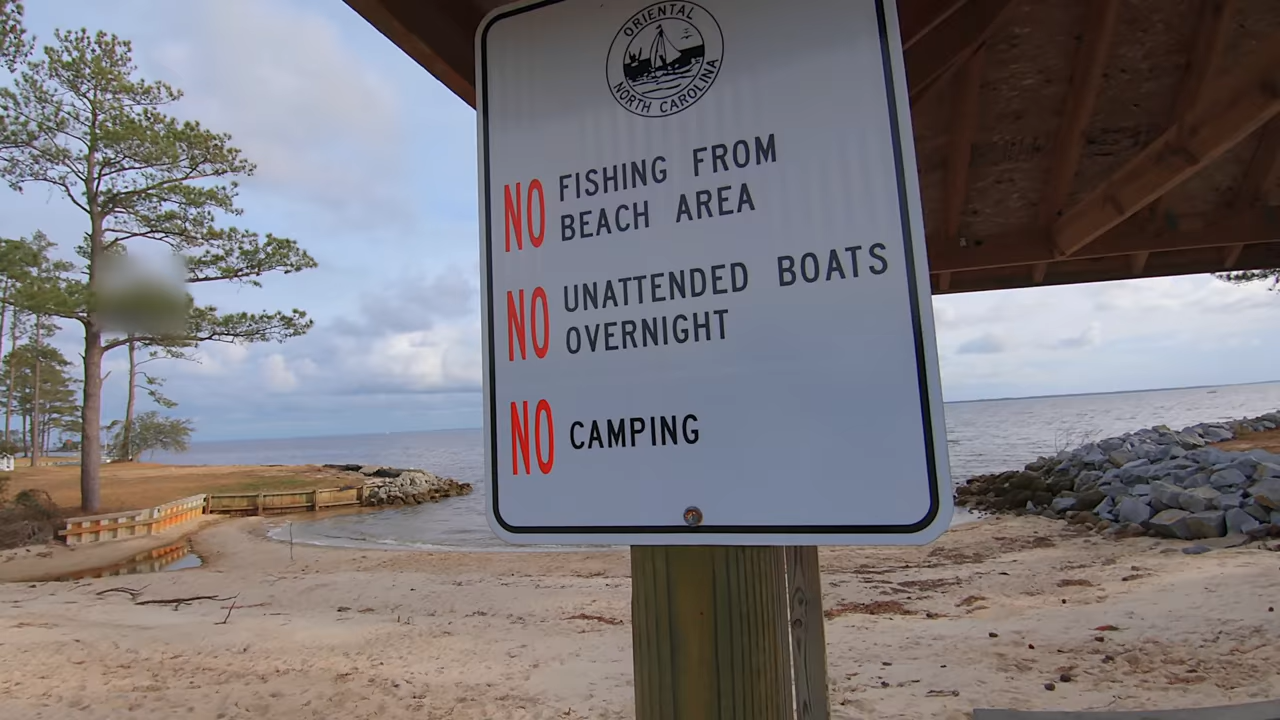 ORIENTAL
NORTH CAROLINA
NO FISHING FROM
BEACH AREA
NO UNATTENDED BOATS
OVERNIGHT
NO CAMPING